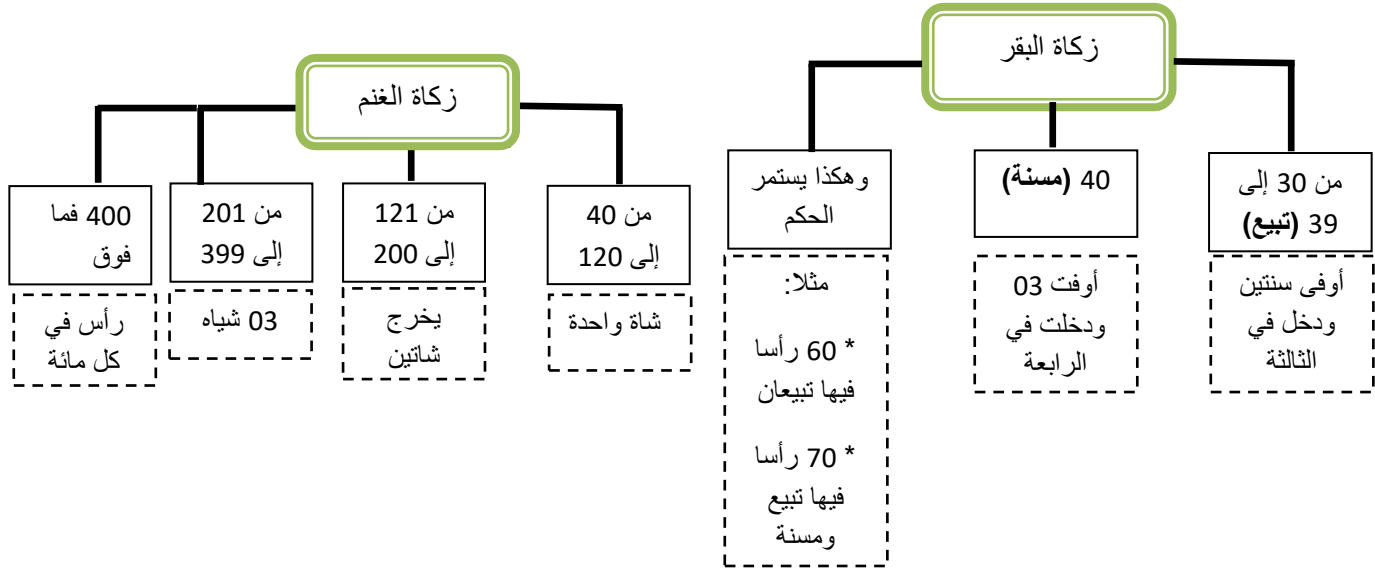 زكاة البقر
من 30 إلى
39 (تبيع)
أوفى سنتين
ودخل في
الثالثة
40 (مسنة)
أوفت 03
ودخلت في
الرابعة
وهكذا يستمر
الحكم
مثلا:
* 60 رأسا
فيها تبيعان
* 70 رأسا
فيها تبيع
ومسنة
زكاة الغنم
من 40
إلى 120
شاة واحدة
من 121
إلى 200
يخرج
شاتين
من 201
إلى 399
03 شياه
400 فما
فوق
رأس في
كل مائة